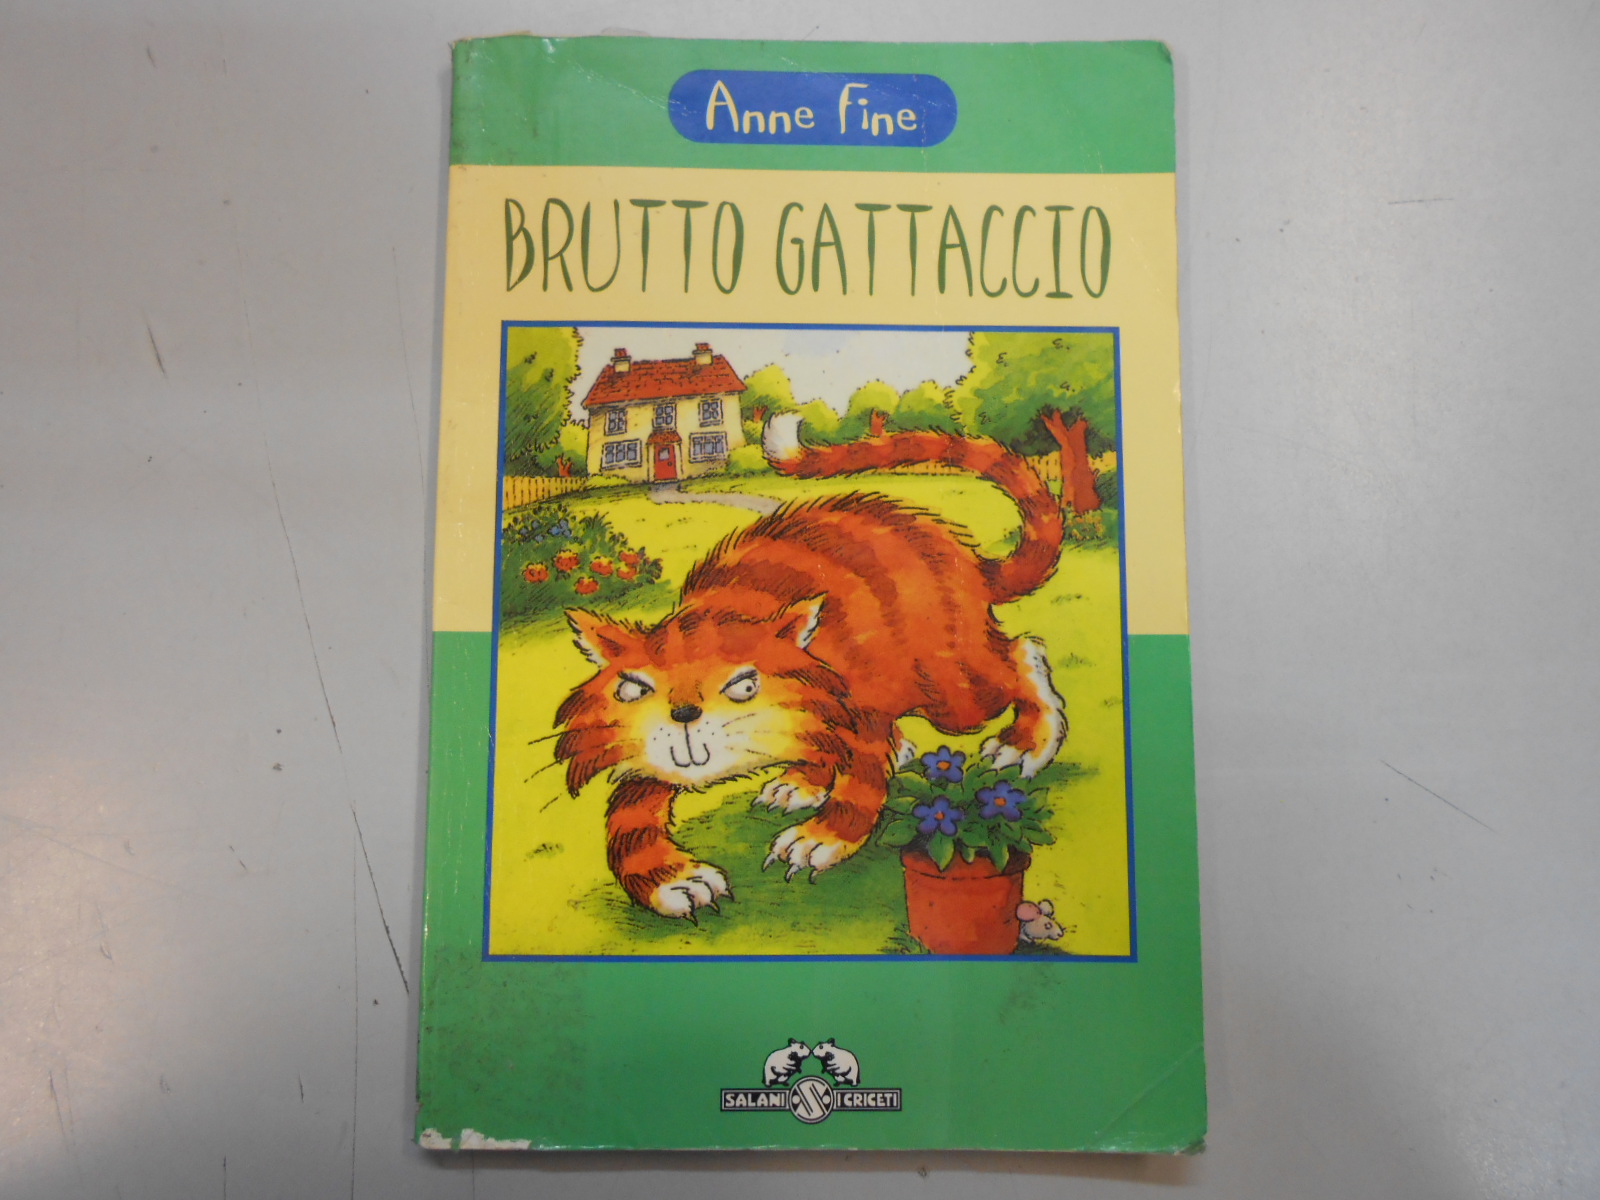 Anne Fine
BRUTTO GATTACCIO
SALANI S I CRICETI